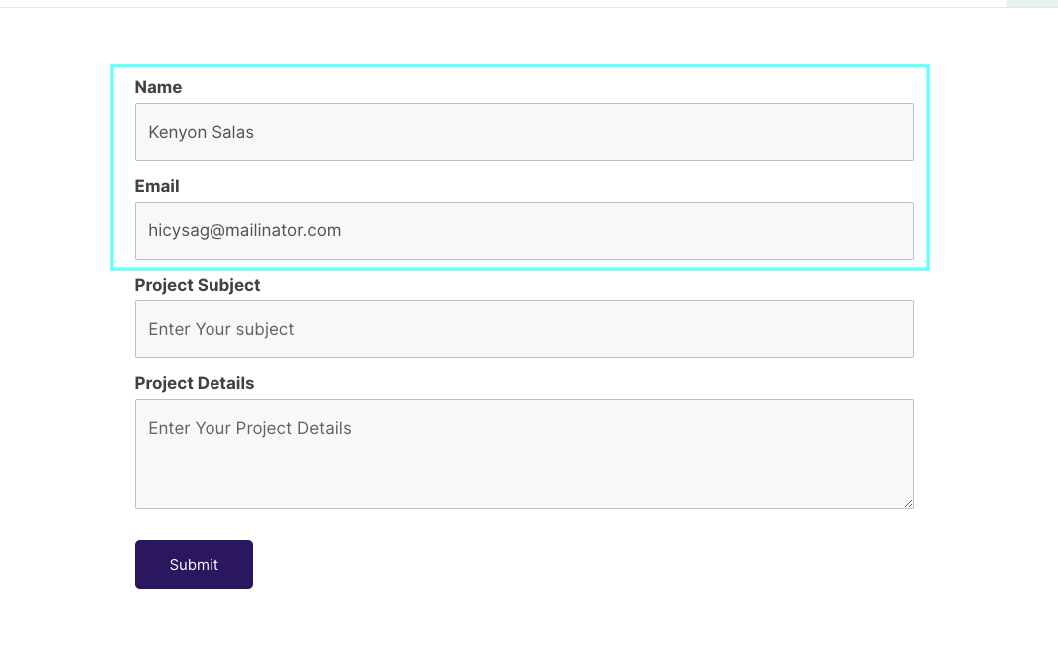 Name
Kenyon Salas
Email
hicysag@mailinator.com
Project Subject
Enter Your subject
Project Details
Enter Your Project Details
Submit